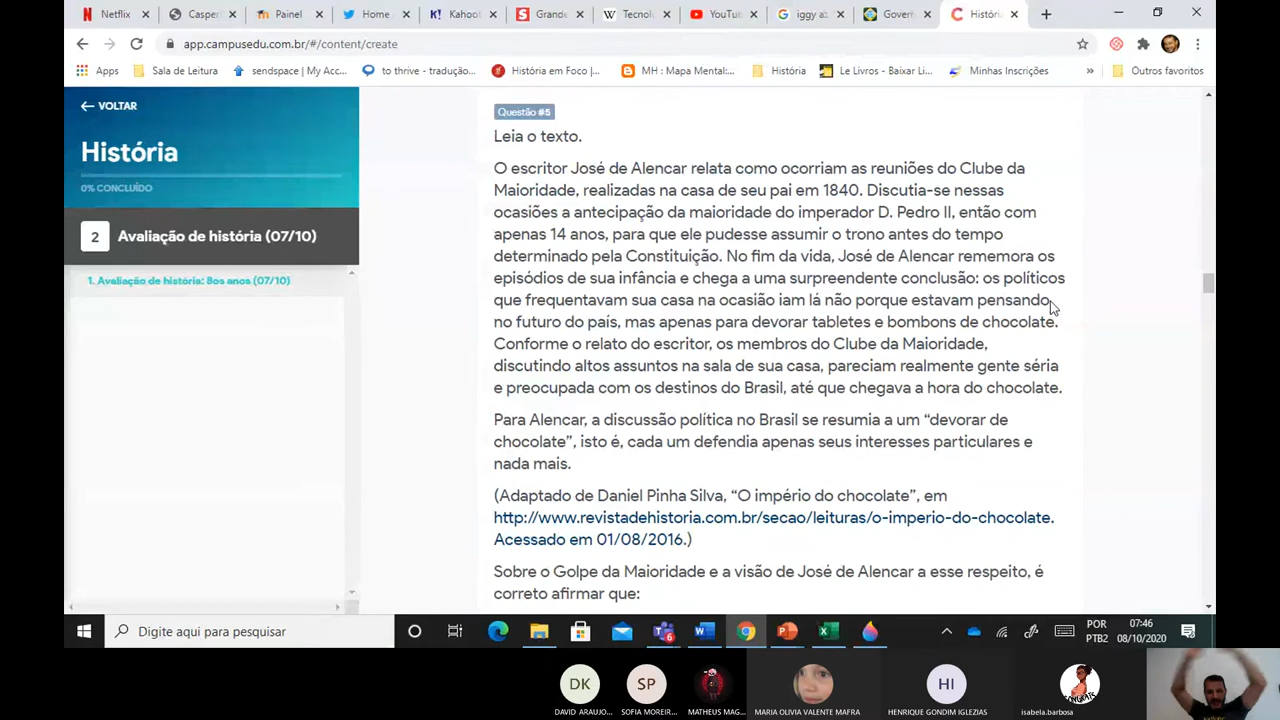 Netflix
Casper
Painel
Home
Kahoot
Grande
Tecnol
YouTub
iggy az
Govern
Históri
app.campusedu.com.br/#/content/create
Apps
Sala de Leitura
sendspace | My Acc...
to thrive - tradução...
História em Foco |...
MH : Mapa Mental:...
História
Le Livros - Baixar Li...
Minhas Inscrições
»
Outros favoritos
VOLTAR
História
0% CONCLUÍDO
2 Avaliação de história (07/10)
1. Avaliação de história: 8os anos (07/10)
Questão #5
Leia o texto.
O escritor José de Alencar relata como ocorriam as reuniões do Clube da
Maioridade, realizadas na casa de seu pai em 1840. Discutia-se nessas
ocasiões a antecipação da maioridade do imperador D. Pedro II, então com
apenas 14 anos, para que ele pudesse assumir o trono antes do tempo
determinado pela Constituição. No fim da vida, José de Alencar rememora os
episódios de sua infância e chega a uma surpreendente conclusão: os políticos
que frequentavam sua casa na ocasião iam lá não porque estavam pensando
no futuro do país, mas apenas para devorar tabletes e bombons de chocolate.
Conforme o relato do escritor, os membros do Clube da Maioridade,
discutindo altos assuntos na sala de sua casa, pareciam realmente gente séria
e preocupada com os destinos do Brasil, até que chegava a hora do chocolate.
Para Alencar, a discussão política no Brasil se resumia a um “devorar de
chocolate”, isto é, cada um defendia apenas seus interesses particulares e
nada mais.
(Adaptado de Daniel Pinha Silva, “O império do chocolate”, em
http://www.revistadehistoria.com.br/secao/leituras/o-imperio-do-chocolate.
Acessado em 01/08/2016.)
Sobre o Golpe da Maioridade e a visão de José de Alencar a esse respeito, é
correto afirmar que:
Digite aqui para pesquisar
POR
PTB2
07:46
08/10/2020
DK
SP
HI
DAVID ARAUJO...
SOFIA MOREIR...
MATHEUS MAG...
MARIA OLIVIA VALENTE MAFRA
HENRIQUE GONDIM IGLEZIAS
isabela.barbosa